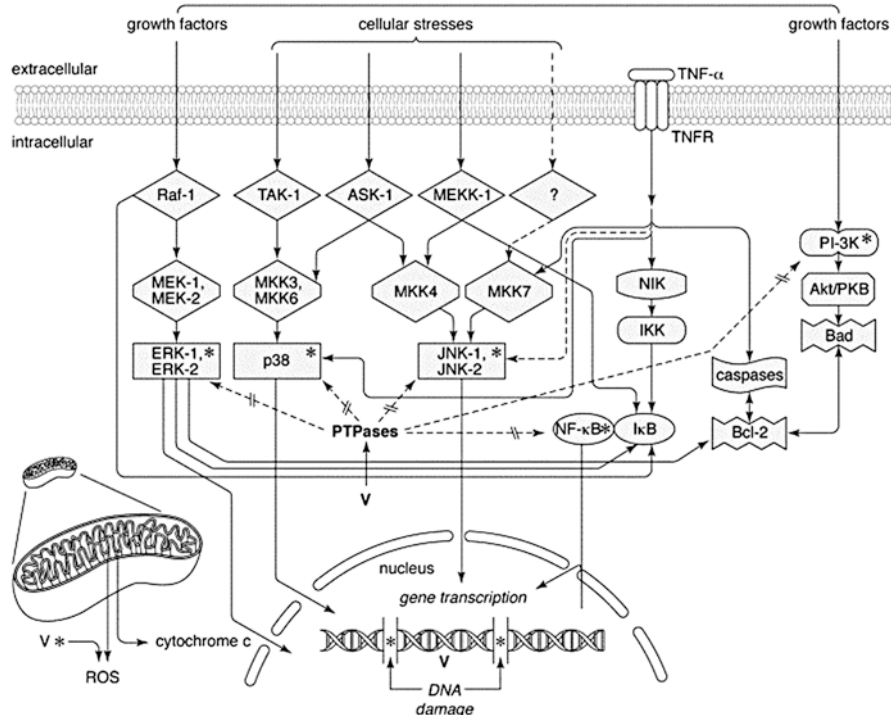 growth factors
cellular stresses
growth factors
extracellular
TNF-α
intracellular
TNFR
Raf-1
TAK-1
ASK-1
MEKK-1
?
PI-3K*
MEK-1,
MEK-2
MKK3,
MKK6
MKK4
MKK7
NIK
Akt/PKB
IKK
Bad
ERK-1,*
ERK-2
p38 *
JNK-1,*
JNK-2
caspases
PTPases
NF-κB*
IκB
Bcl-2
V
nucleus
gene transcription
V *
cytochrome c
* *
V
ROS
DNA
damage